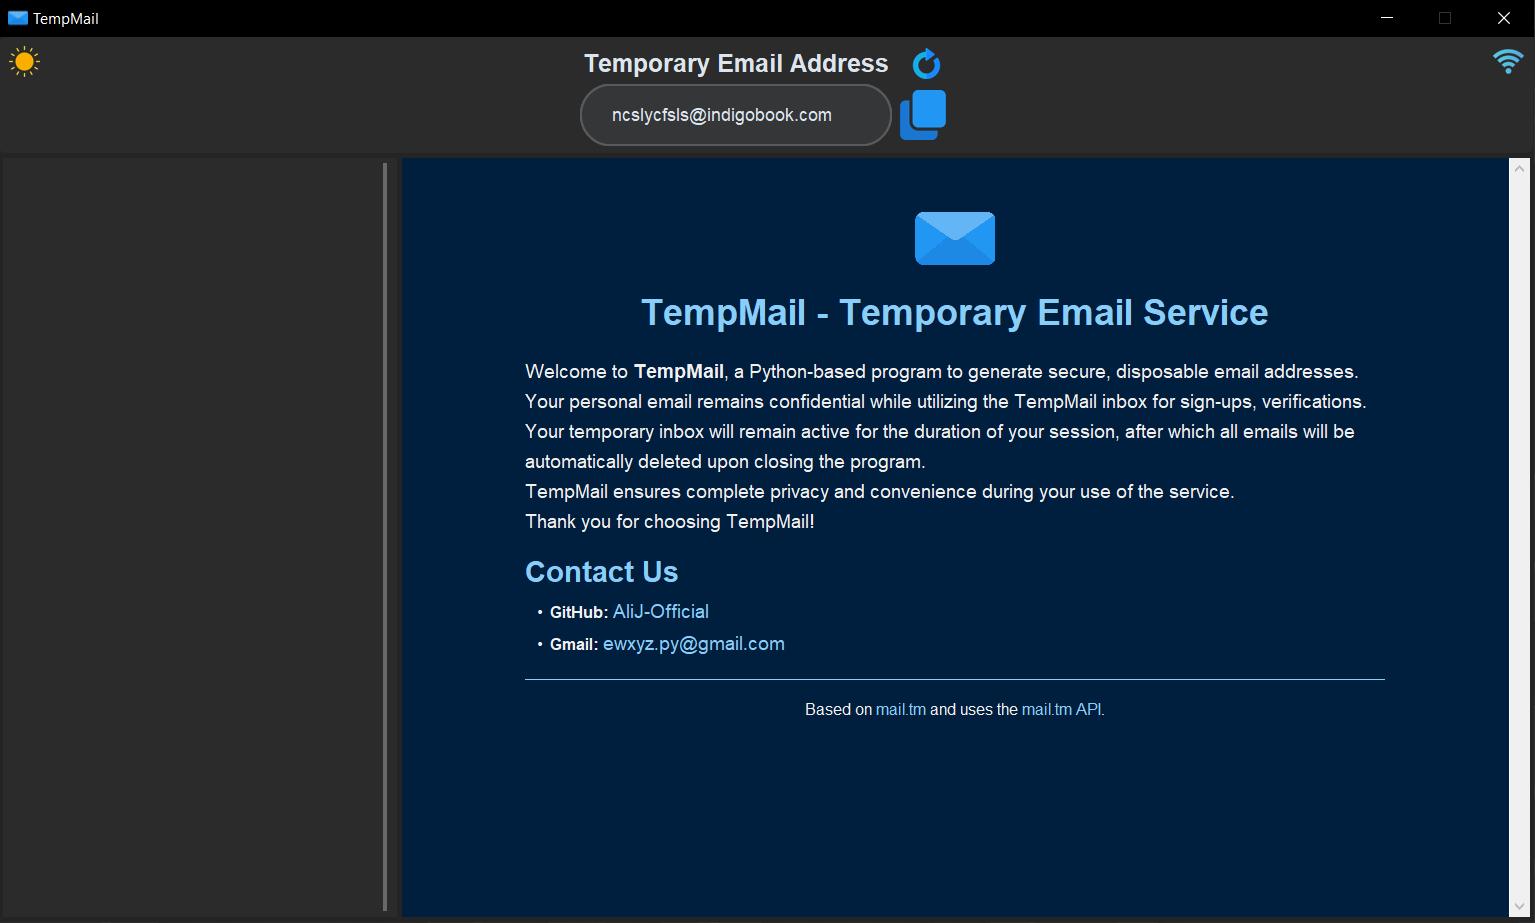 TempMail
Temporary Email Address
ncslycfsls@indigobook.com
TempMail - Temporary Email Service
Welcome to TempMail, a Python-based program to generate secure, disposable email addresses.
Your personal email remains confidential while utilizing the TempMail inbox for sign-ups, verifications.
Your temporary inbox will remain active for the duration of your session, after which all emails will be
automatically deleted upon closing the program.
TempMail ensures complete privacy and convenience during your use of the service.
Thank you for choosing TempMail!
Contact Us
• GitHub: AliJ-Official
• Gmail: ewxyz.py@gmail.com
Based on mail.tm and uses the mail.tm API.